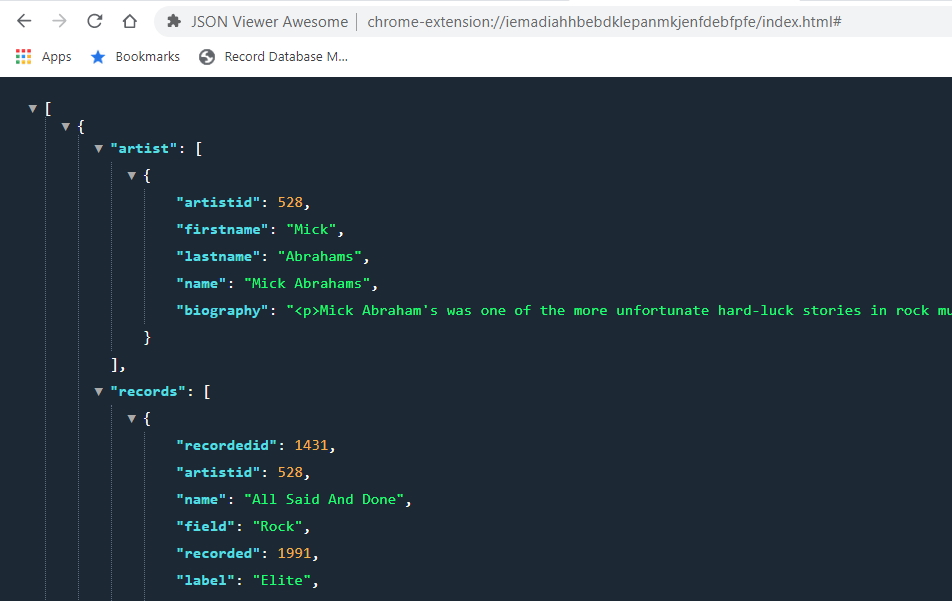 JSON Viewer Awesome | chrome-extension://iemadiahhbebdklepanmkjenfdebfpfe/index.html#
Apps Bookmarks Record Database M...
[
{
"artist": [
{
"artistid": 528,
"firstname": "Mick",
"lastname": "Abrahams",
"name": "Mick Abrahams",
"biography": "<p>Mick Abraham's was one of the more unfortunate hard-luck stories in rock mu
}
],
"records": [
{
"recordedid": 1431,
"artistid": 528,
"name": "All Said And Done",
"field": "Rock",
"recorded": 1991,
"label": "Elite",